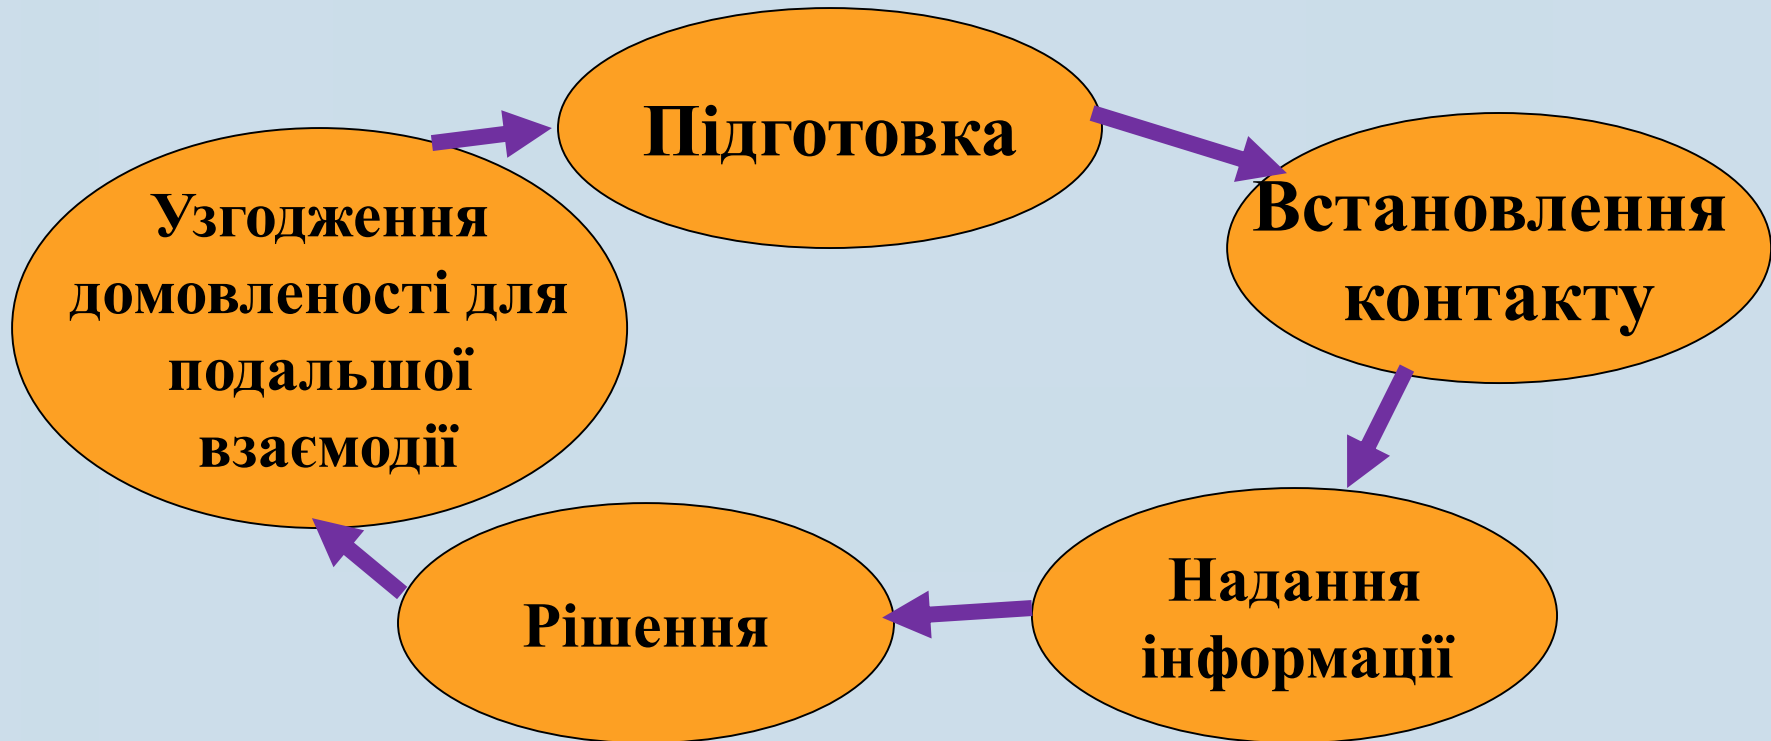 Підготовка
Встановлення
контакту
Надання
інформації
Рішення
Узгодження
домовленості для
подальшої
взаємодії